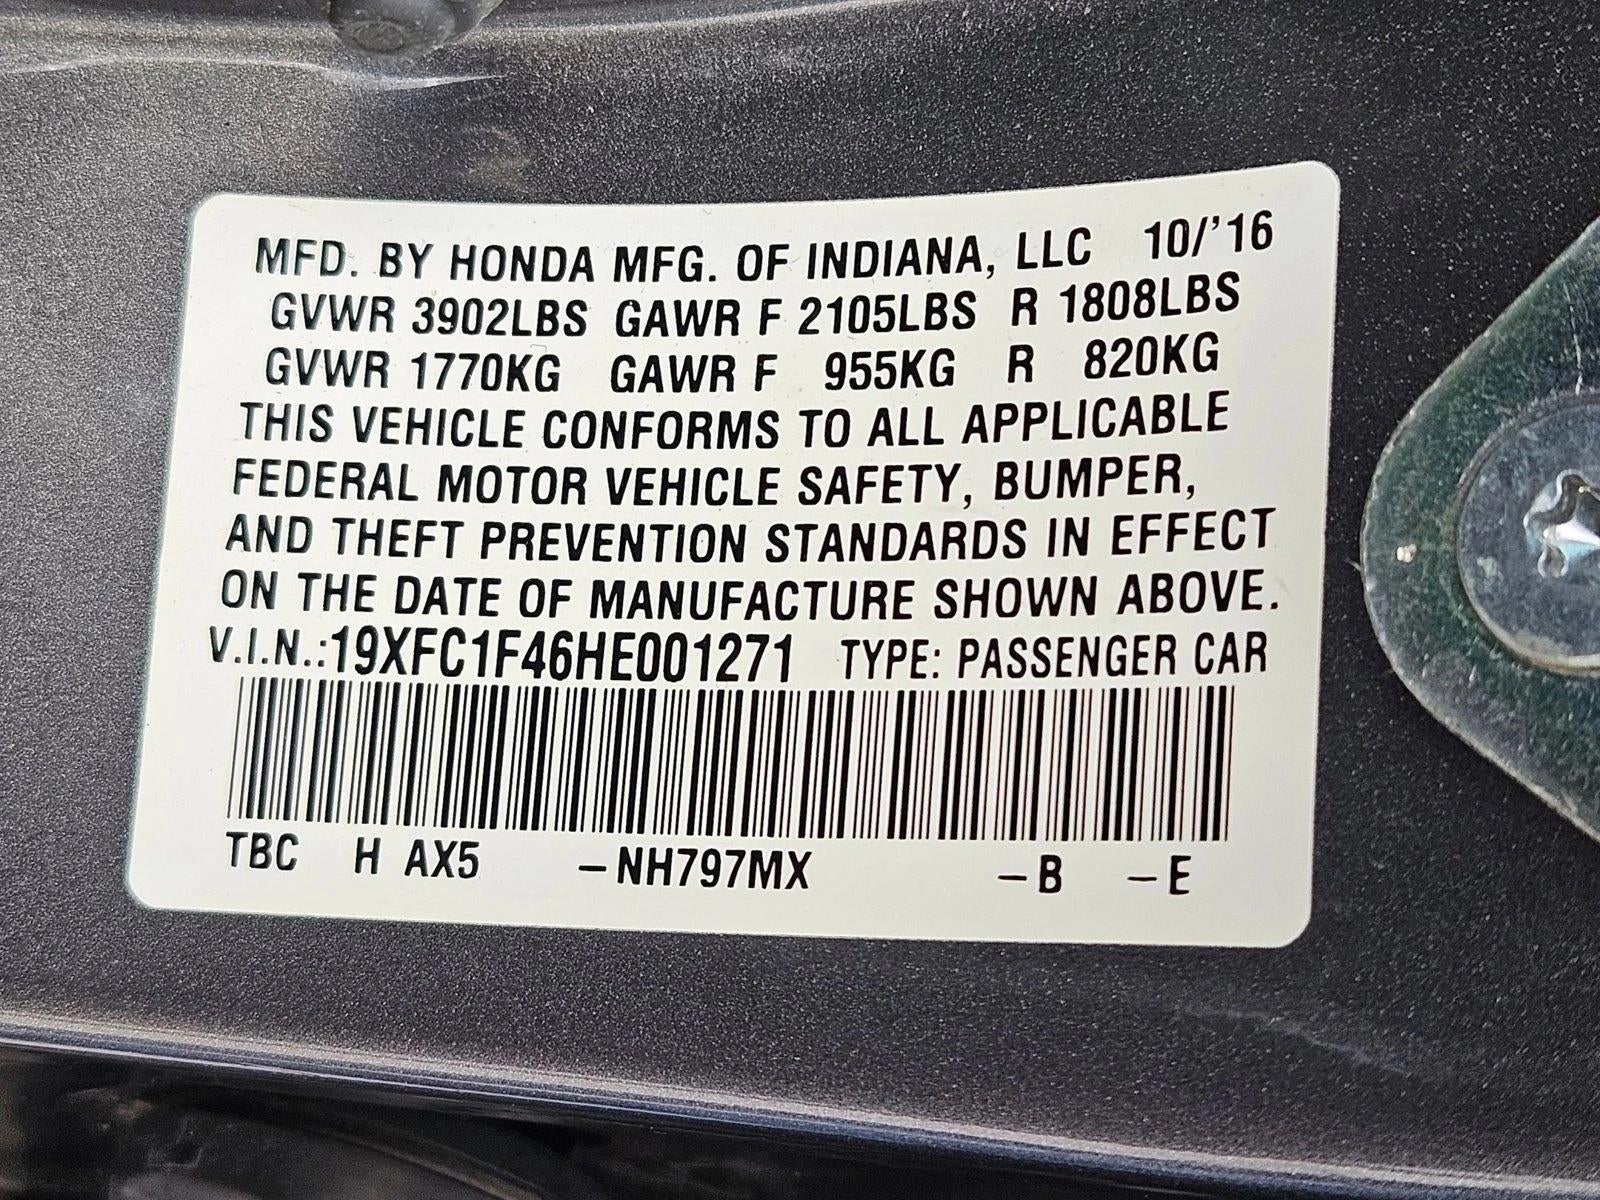 MFD. BY HONDA MFG. OF INDIANA, LLC 10/'16
GVWR 3902LBS GAWR F 2105LBS R 1808LBS
GVWR 1770KG GAWR F 955KG R 820KG
THIS VEHICLE CONFORMS TO ALL APPLICABLE
FEDERAL MOTOR VEHICLE SAFETY, BUMPER,
AND THEFT PREVENTION STANDARDS IN EFFECT
ON THE DATE OF MANUFACTURE SHOWN ABOVE.
V.I.N.:19XFC1F46HE001271 TYPE: PASSENGER CAR
TBC H AX5 –NH797MX –B –E